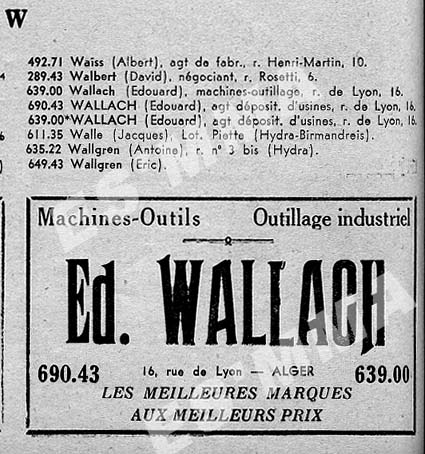 W
492.71 Waïss (Albert), agt de fabr., r. Henri-Martin, 10.
289.43 Walbert (David), négociant, r. Rosetti, 6.
639.00 Wallach (Edouard), machines-outillage, r. de Lyon, 16.
690.43 WALLACH (Edouard), agt déposit. d'usines, r. de Lyon, 16.
639.00*WALLACH (Edouard), agt déposit. d'usines, r. de Lyon, 16.
611.35 Walle (Jacques), Lot. Piette (Hydra-Birmandreis).
635.22 Wallgren (Antoine), r. n° 3 bis (Hydra).
649.43 Wallgren (Eric).
Machines-Outils Outillage industriel
Ed. WALLACH
690.43 16, rue de Lyon — ALGER 639.00
LES MEILLEURES MARQUES
AUX MEILLEURS PRIX